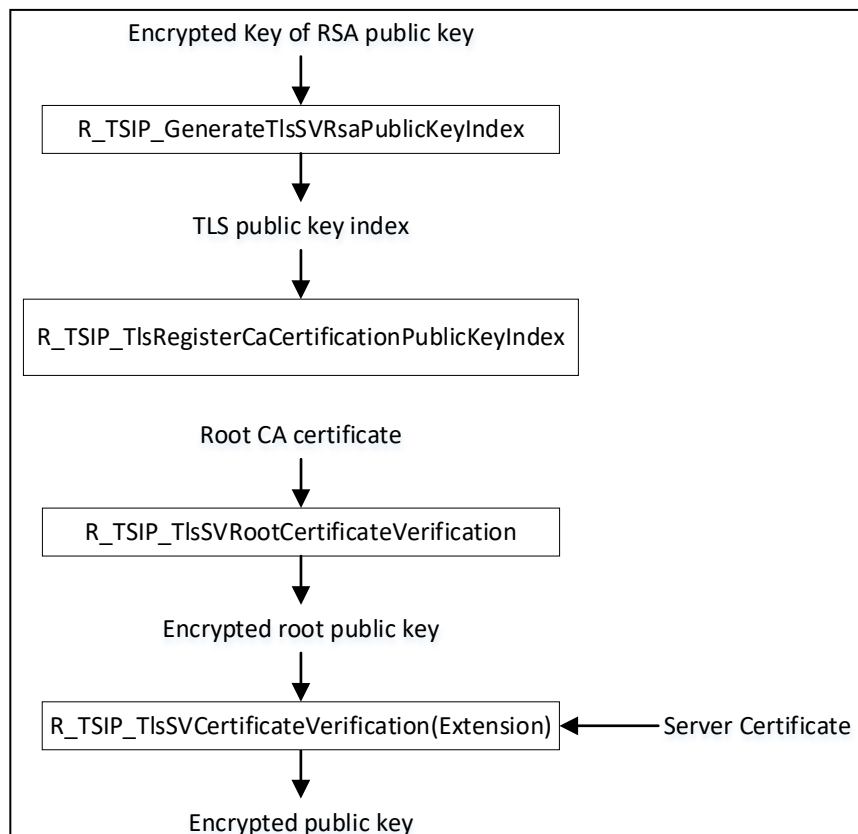 Encrypted Key of RSA public key
R_TSIP_GenerateTlsSVRsaPublicKeyIndex
TLS public key index
R_TSIP_TlsRegisterCaCertificationPublicKeyIndex
Root CA certificate
R_TSIP_TlsSVRootCertificateVerification
Encrypted root public key
R_TSIP_TlsSVCertificateVerification(Extension)
Server Certificate
Encrypted public key